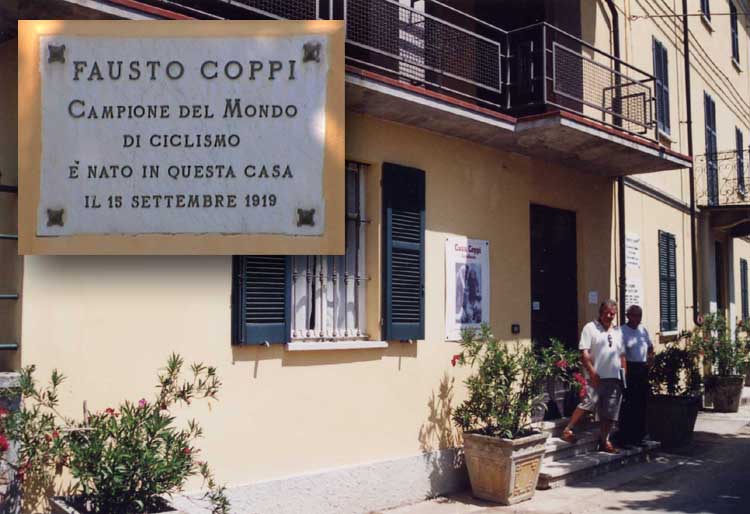 FAUSTO COPPI
CAMPIONE DEL MONDO
DI CICLISMO
È NATO IN QUESTA CASA
IL 15 SETTEMBRE 1919
Casa Coppi